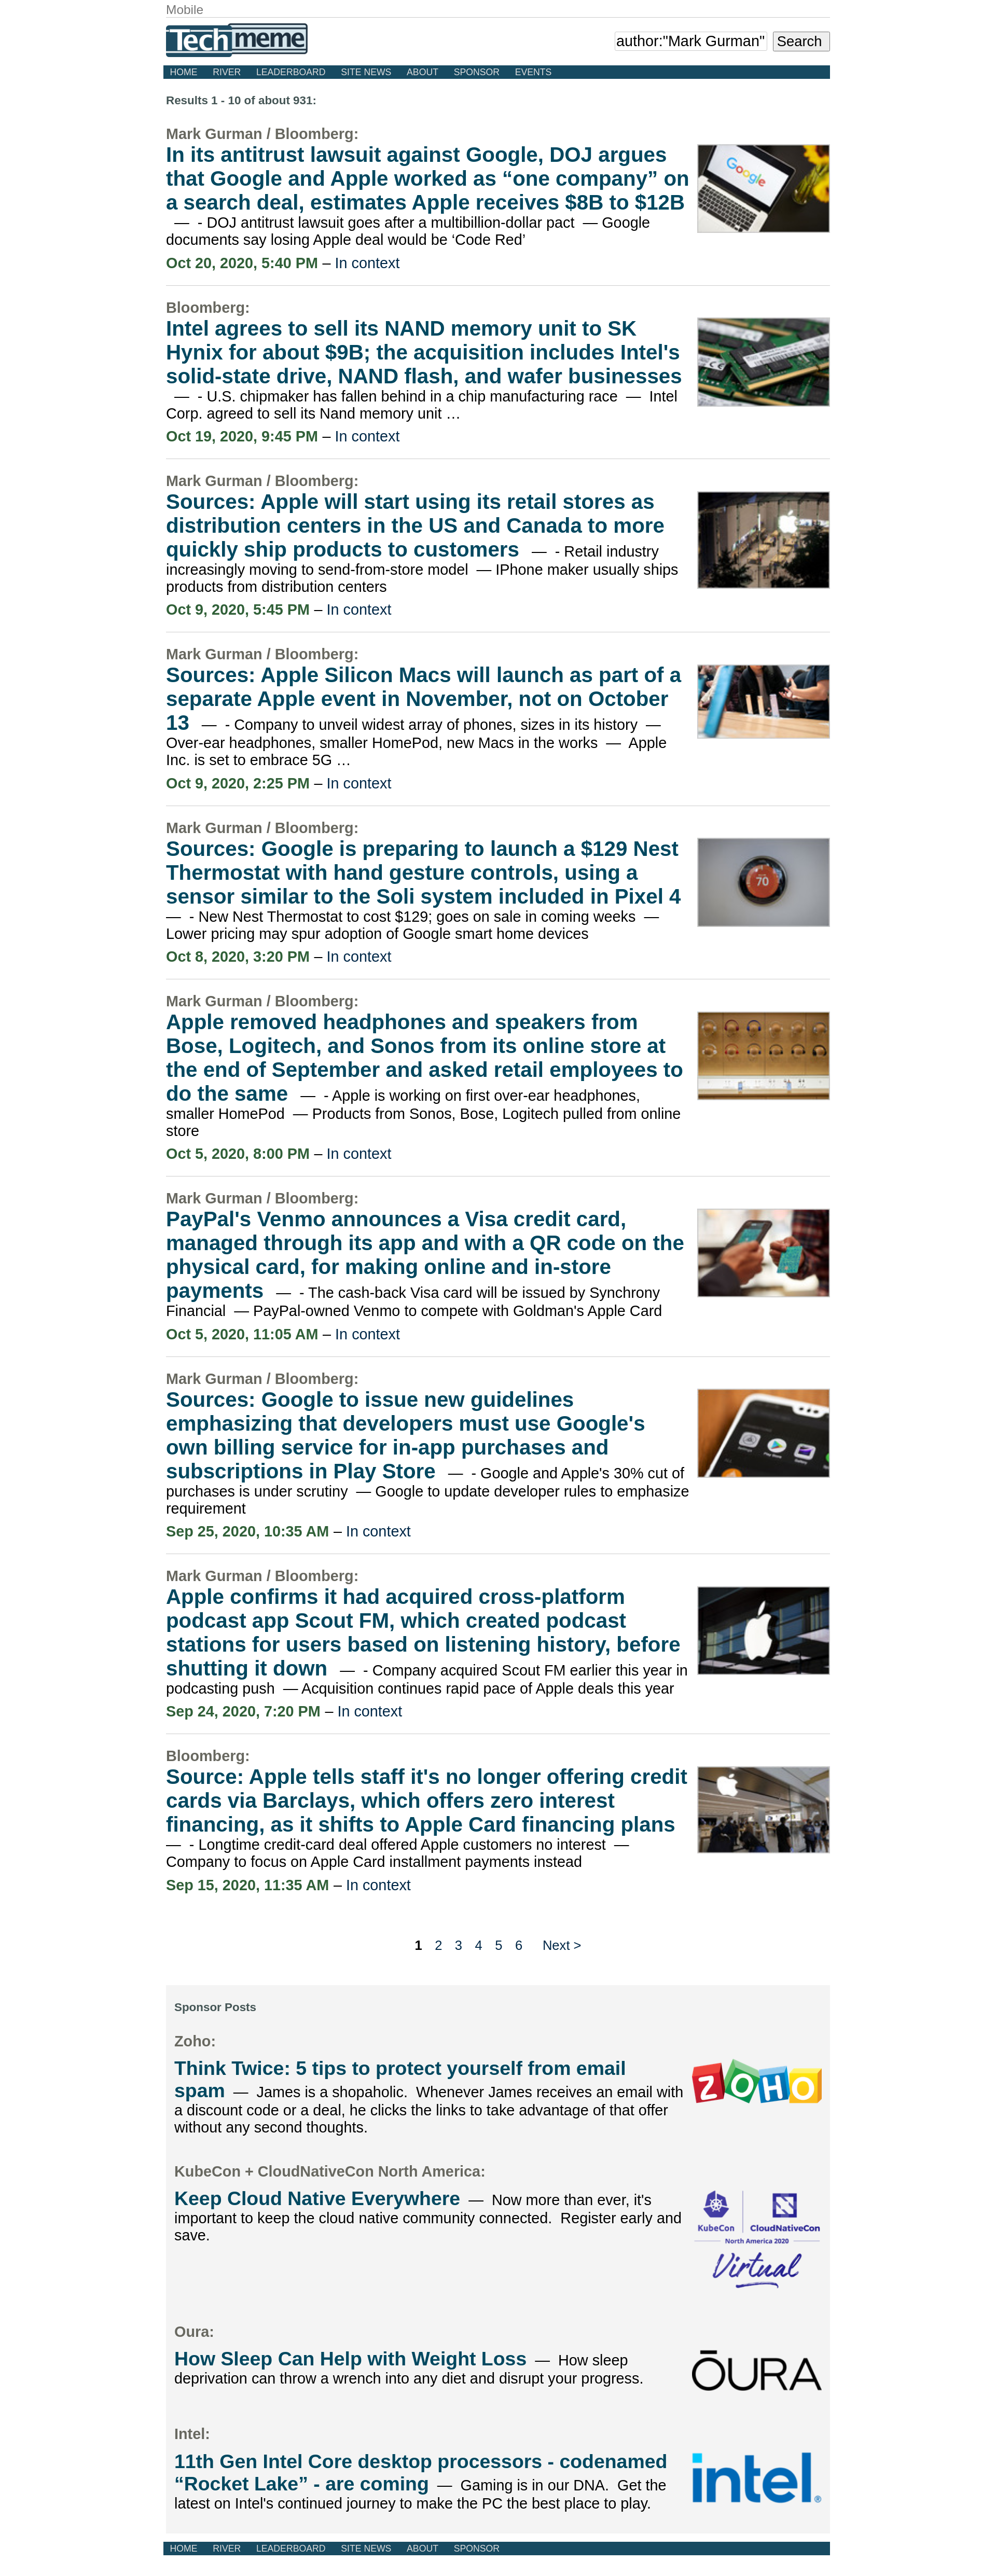 Mobile
Techmeme
author:"Mark Gurman" Search
HOME RIVER LEADERBOARD SITE NEWS ABOUT SPONSOR EVENTS
Results 1 - 10 of about 931:
Mark Gurman / Bloomberg:
In its antitrust lawsuit against Google, DOJ argues
that Google and Apple worked as “one company” on
a search deal, estimates Apple receives $8B to $12B
— - DOJ antitrust lawsuit goes after a multibillion-dollar pact — Google
documents say losing Apple deal would be ‘Code Red’
Oct 20, 2020, 5:40 PM – In context
Google
Bloomberg:
Intel agrees to sell its NAND memory unit to SK
Hynix for about $9B; the acquisition includes Intel's
solid-state drive, NAND flash, and wafer businesses
— - U.S. chipmaker has fallen behind in a chip manufacturing race — Intel
Corp. agreed to sell its Nand memory unit …
Oct 19, 2020, 9:45 PM – In context
Mark Gurman / Bloomberg:
Sources: Apple will start using its retail stores as
distribution centers in the US and Canada to more
quickly ship products to customers — - Retail industry
increasingly moving to send-from-store model — IPhone maker usually ships
products from distribution centers
Oct 9, 2020, 5:45 PM – In context
Mark Gurman / Bloomberg:
Sources: Apple Silicon Macs will launch as part of a
separate Apple event in November, not on October
13 — - Company to unveil widest array of phones, sizes in its history —
Over-ear headphones, smaller HomePod, new Macs in the works — Apple
Inc. is set to embrace 5G …
Oct 9, 2020, 2:25 PM – In context
Mark Gurman / Bloomberg:
Sources: Google is preparing to launch a $129 Nest
Thermostat with hand gesture controls, using a
sensor similar to the Soli system included in Pixel 4
— - New Nest Thermostat to cost $129; goes on sale in coming weeks —
Lower pricing may spur adoption of Google smart home devices
Oct 8, 2020, 3:20 PM – In context
70
Mark Gurman / Bloomberg:
Apple removed headphones and speakers from
Bose, Logitech, and Sonos from its online store at
the end of September and asked retail employees to
do the same — - Apple is working on first over-ear headphones,
smaller HomePod — Products from Sonos, Bose, Logitech pulled from online
store
Oct 5, 2020, 8:00 PM – In context
Mark Gurman / Bloomberg:
PayPal's Venmo announces a Visa credit card,
managed through its app and with a QR code on the
physical card, for making online and in-store
payments — - The cash-back Visa card will be issued by Synchrony
Financial — PayPal-owned Venmo to compete with Goldman's Apple Card
Oct 5, 2020, 11:05 AM – In context
Mark Gurman / Bloomberg:
Sources: Google to issue new guidelines
emphasizing that developers must use Google's
own billing service for in-app purchases and
subscriptions in Play Store — - Google and Apple's 30% cut of
purchases is under scrutiny — Google to update developer rules to emphasize
requirement
Sep 25, 2020, 10:35 AM – In context
Mark Gurman / Bloomberg:
Apple confirms it had acquired cross-platform
podcast app Scout FM, which created podcast
stations for users based on listening history, before
shutting it down — - Company acquired Scout FM earlier this year in
podcasting push — Acquisition continues rapid pace of Apple deals this year
Sep 24, 2020, 7:20 PM – In context
Bloomberg:
Source: Apple tells staff it's no longer offering credit
cards via Barclays, which offers zero interest
financing, as it shifts to Apple Card financing plans
— - Longtime credit-card deal offered Apple customers no interest —
Company to focus on Apple Card installment payments instead
Sep 15, 2020, 11:35 AM – In context
1 2 3 4 5 6 Next >
Sponsor Posts
Zoho:
Think Twice: 5 tips to protect yourself from email
spam — James is a shopaholic. Whenever James receives an email with
a discount code or a deal, he clicks the links to take advantage of that offer
without any second thoughts.
ZOHO
KubeCon + CloudNativeCon North America:
Keep Cloud Native Everywhere — Now more than ever, it's
important to keep the cloud native community connected. Register early and
save.
KubeCon CloudNativeCon
North America 2020
Virtual
Oura:
How Sleep Can Help with Weight Loss — How sleep
deprivation can throw a wrench into any diet and disrupt your progress.
ŌURA
Intel:
11th Gen Intel Core desktop processors - codenamed
“Rocket Lake” - are coming — Gaming is in our DNA. Get the
latest on Intel's continued journey to make the PC the best place to play.
intel®
HOME RIVER LEADERBOARD SITE NEWS ABOUT SPONSOR